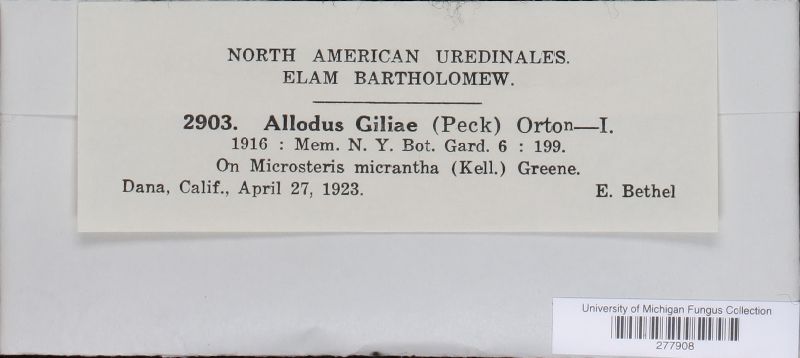 NORTH AMERICAN UREDINALES.
ELAM BARTHOLOMEW.
2903. Allodus Giliae (Peck) Orton—I.
1916 : Mem. N. Y. Bot. Gard. 6 : 199.
On Microsteris micrantha (Kell.) Greene.
Dana, Calif., April 27, 1923. E. Bethel
University of Michigan Fungus Collection
277908